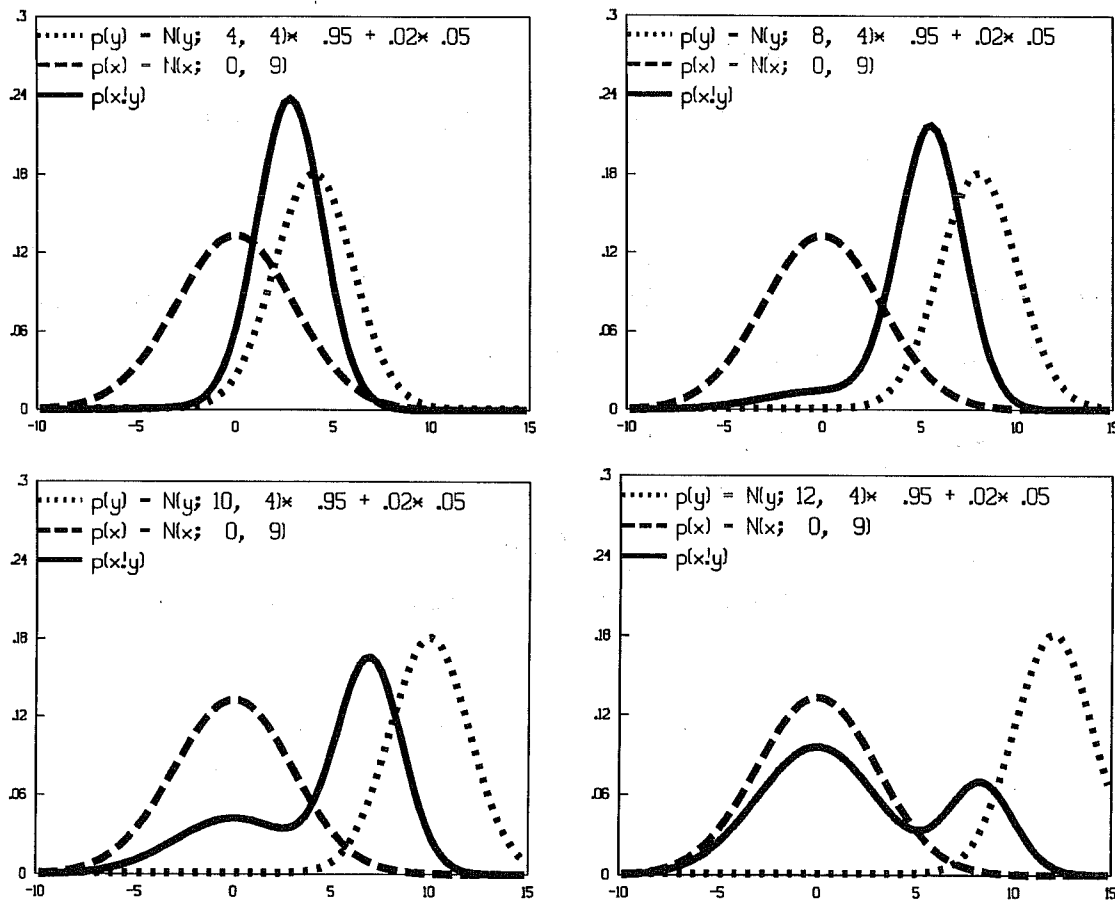 .3
p(y) - N(y; 4, 4)* .95 + .02* .05
p(x) - N(x; 0, 9)
.24
p(x!y)
.18
.12
.06
0
-10 -5 0 5 10 15
.3
p(y) - N(y; 8, 4)* .95 + .02* .05
p(x) - N(x; 0, 9)
.24
p(x!y)
.18
.12
.06
0
-10 -5 0 5 10 15
.3
p(y) - N(y; 10, 4)* .95 + .02* .05
p(x) - N(x; 0, 9)
.24
p(x!y)
.18
.12
.06
0
-10 -5 0 5 10 15
.3
p(y) = N(y; 12, 4)* .95 + .02* .05
p(x) - N(x; 0, 9)
.24
p(x!y)
.18
.12
.06
0
-10 -5 0 5 10 15